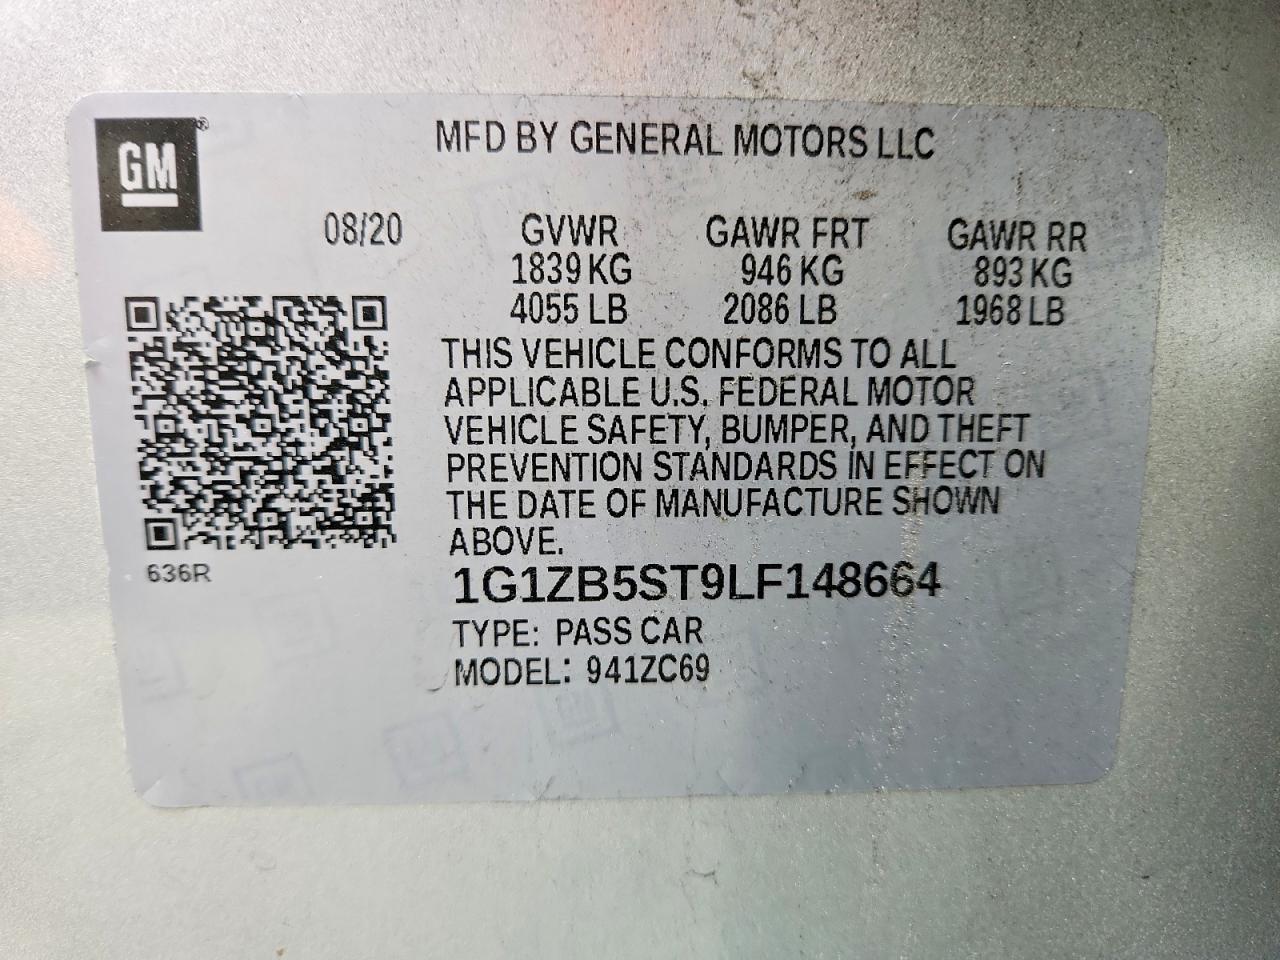 GM®
MFD BY GENERAL MOTORS LLC
08/20 GVWR GAWR FRT GAWR RR
1839 KG 946 KG 893 KG
4055 LB 2086 LB 1968 LB
THIS VEHICLE CONFORMS TO ALL
APPLICABLE U.S. FEDERAL MOTOR
VEHICLE SAFETY, BUMPER, AND THEFT
PREVENTION STANDARDS IN EFFECT ON
THE DATE OF MANUFACTURE SHOWN
ABOVE.
636R
1G1ZB5ST9LF148664
TYPE: PASS CAR
MODEL: 941ZC69